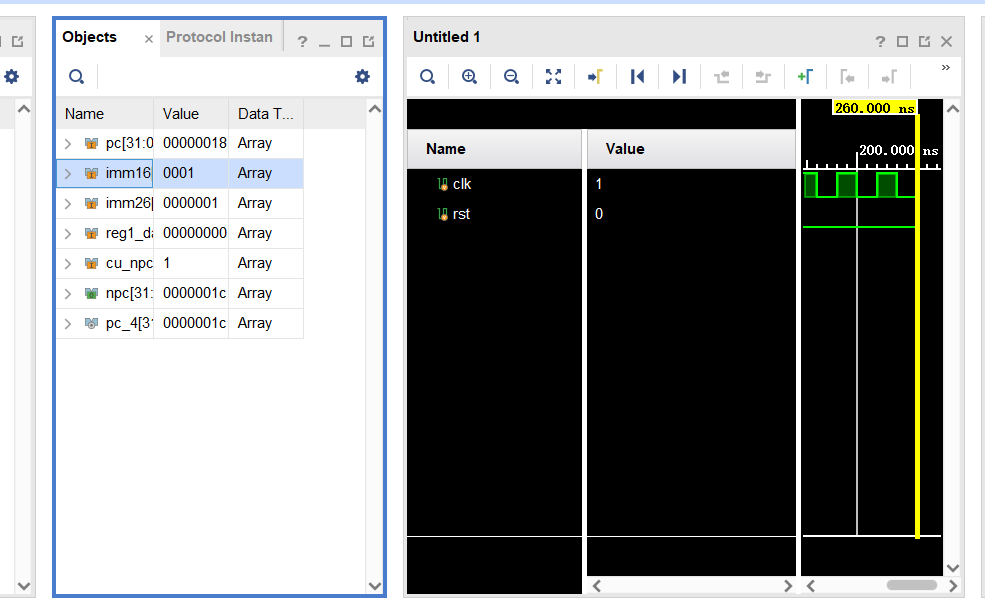 Objects
Protocol Instan
Name Value Data T...
pc[31:0 00000018 Array
imm16 0001 Array
imm26[ 0000001 Array
reg1_da 00000000 Array
cu_npc 1 Array
npc[31: 0000001c Array
pc_4[31 0000001c Array
Untitled 1
Name Value
clk 1
rst 0
260.000 ns
200.000 ns